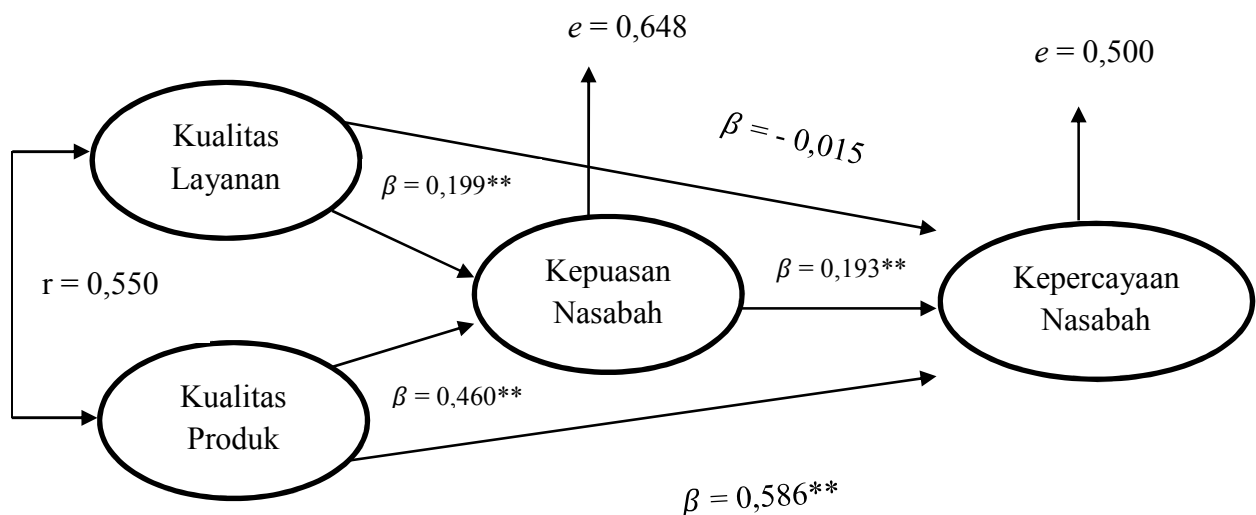 e = 0,648
e = 0,500
Kualitas
Layanan
β = - 0,015
β = 0,199**
r = 0,550
Kepuasan
Nasabah
β = 0,193**
Kepercayaan
Nasabah
Kualitas
Produk
β = 0,460**
β = 0,586**